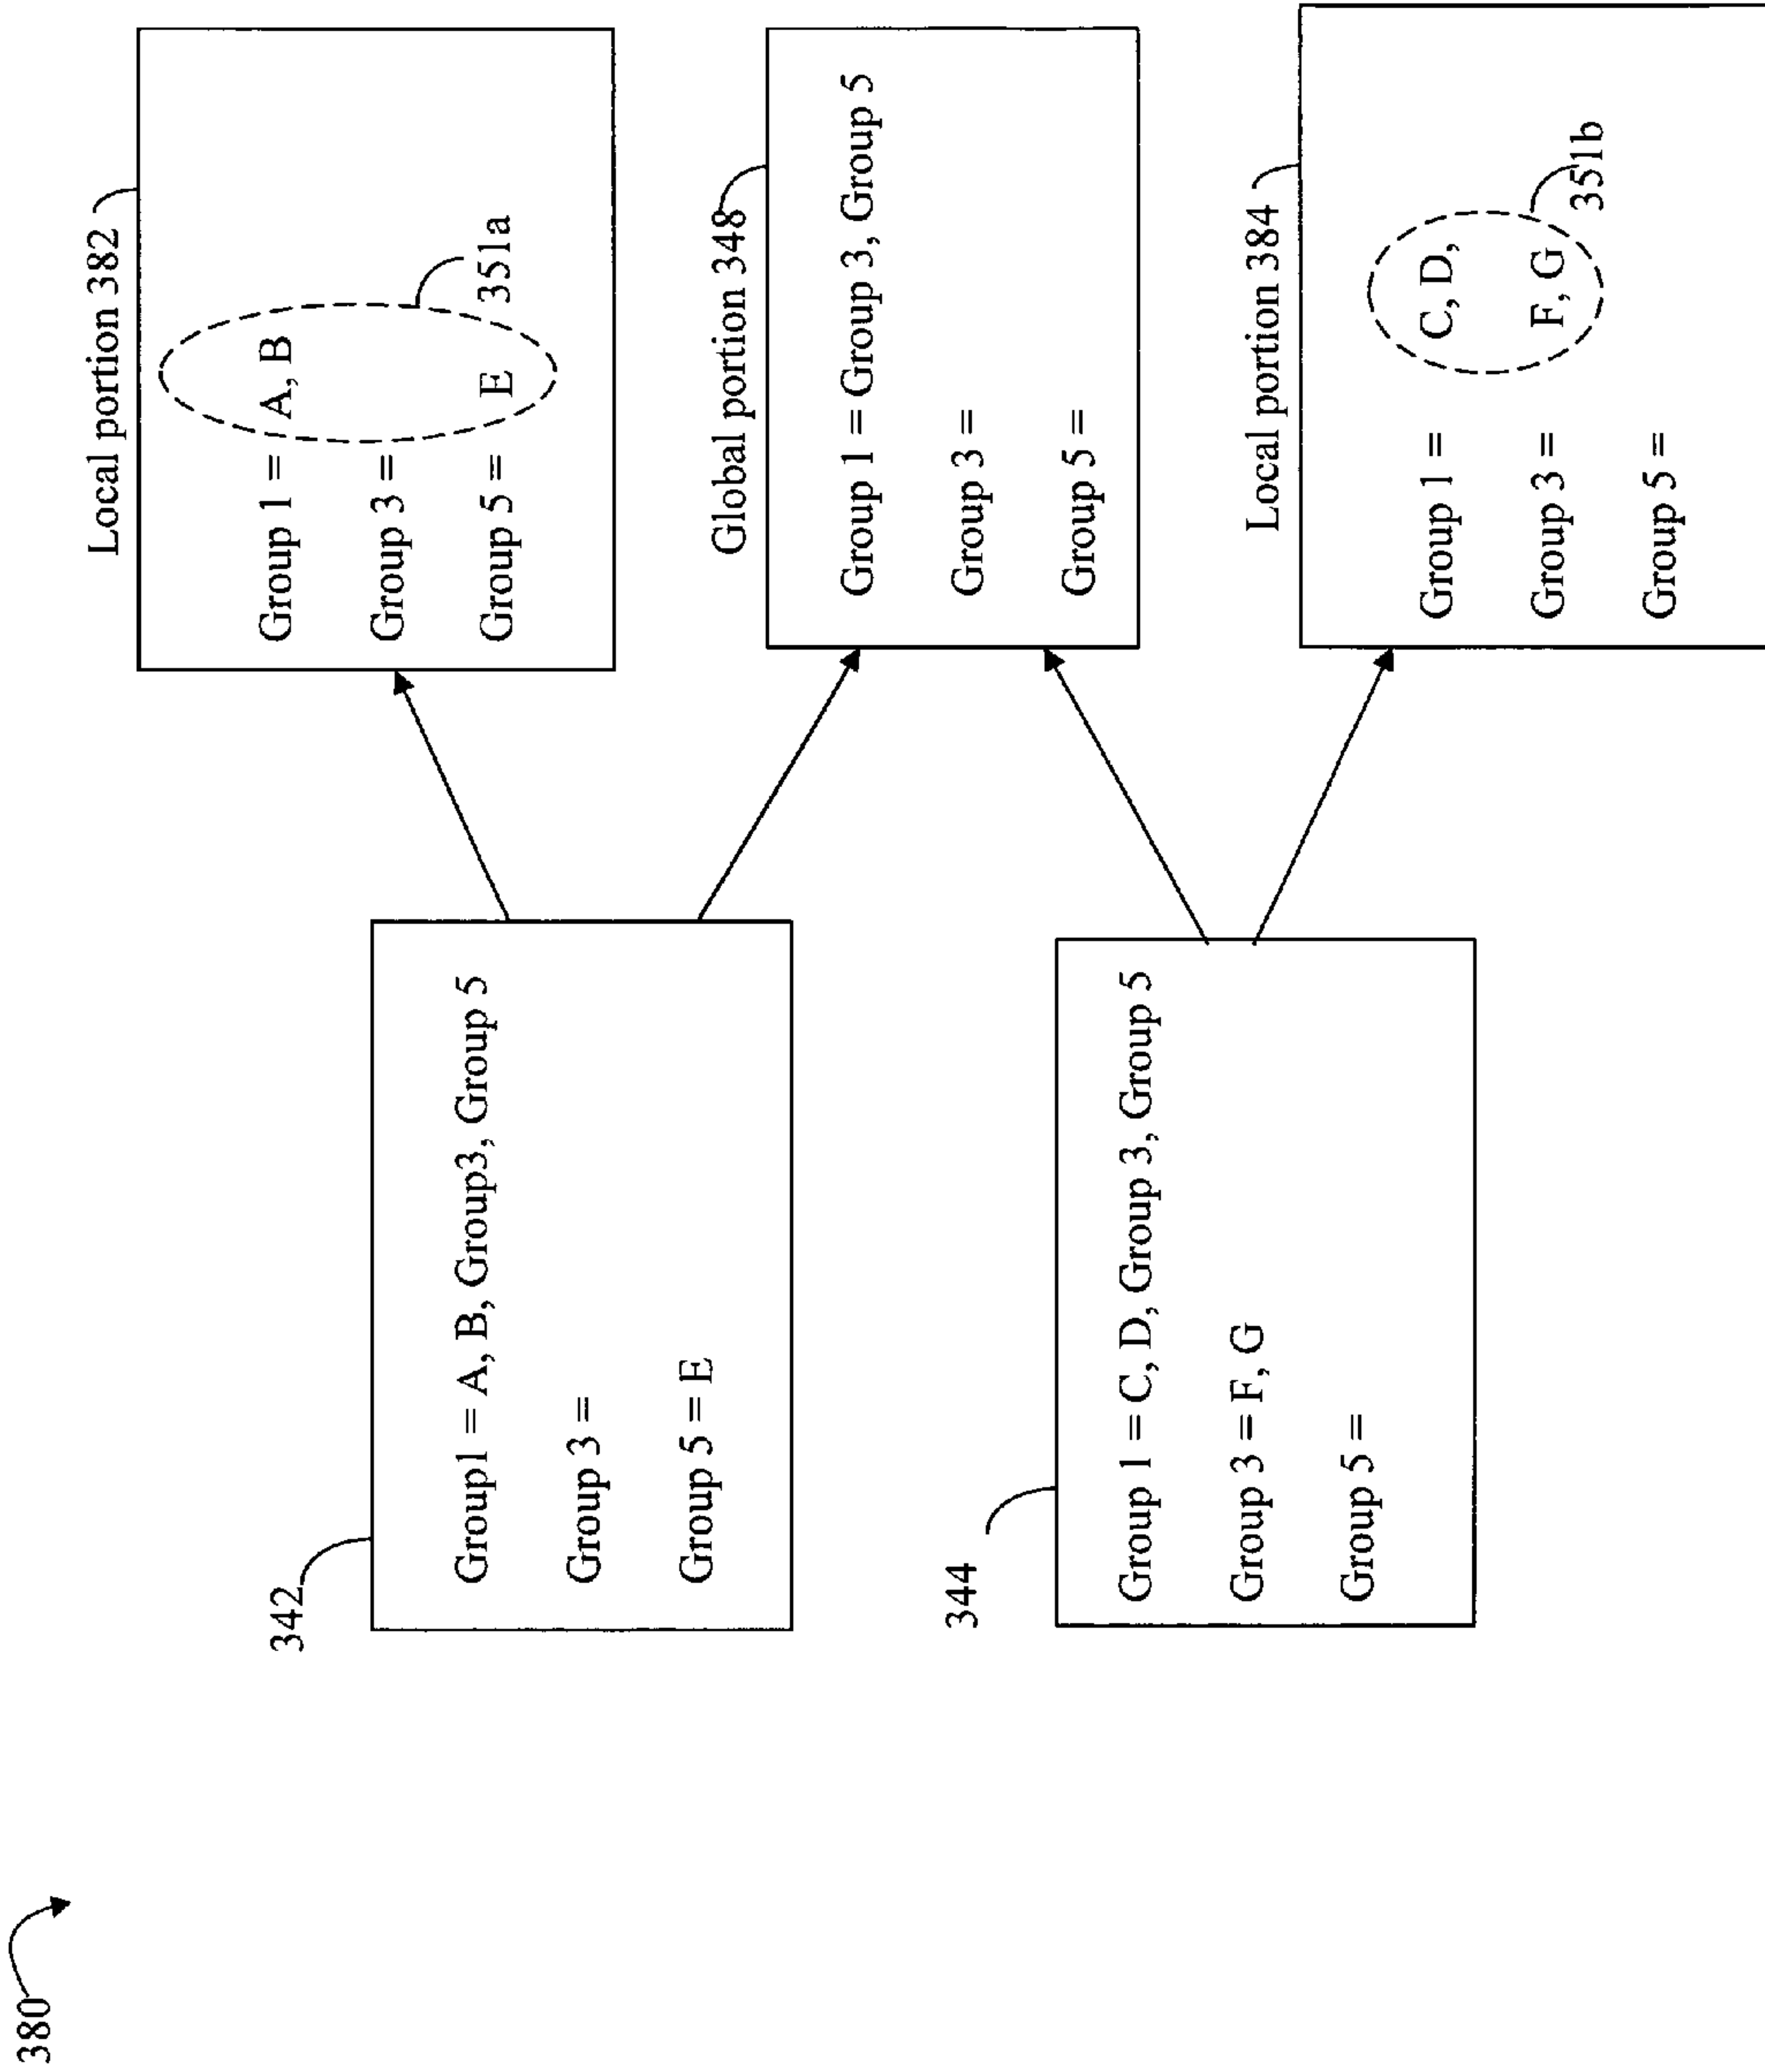 380
342
Group1 = A, B, Group3, Group 5
Group 3 =
Group 5 = E
344
Group 1 = C, D, Group 3, Group 5
Group 3 = F, G
Group 5 =
Local portion 382
Group 1 = A, B
Group 3 =
Group 5 = E
351a
Global portion 348
Group 1 = Group 3, Group 5
Group 3 =
Group 5 =
Local portion 384
Group 1 = C, D,
Group 3 = F, G
Group 5 =
351b